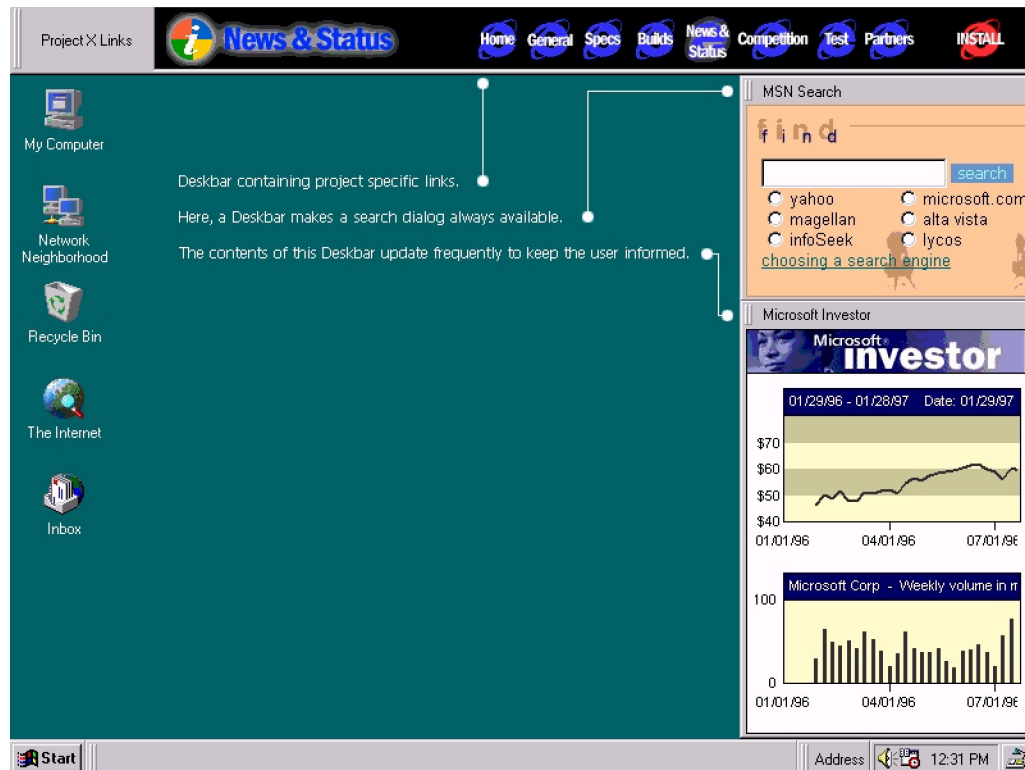 Project X Links
News & Status
Home
General
Specs
Builds
News &
Status
Competition
Test
Partners
INSTALL
My Computer
Network
Neighborhood
Recycle Bin
The Internet
Inbox
Deskbar containing project specific links.
Here, a Deskbar makes a search dialog always available.
The contents of this Deskbar update frequently to keep the user informed.
MSN Search
find
find
search
yahoo
microsoft.com
magellan
alta vista
infoSeek
lycos
choosing a search engine
Microsoft Investor
Microsoft
investor
01/29/96 - 01/28/97 Date: 01/29/97
$70
$60
$50
$40
01/01/96 04/01/96 07/01/96
Microsoft Corp - Weekly volume in m
100
0
01/01/96 04/01/96 07/01/96
Start
Address
12:31 PM